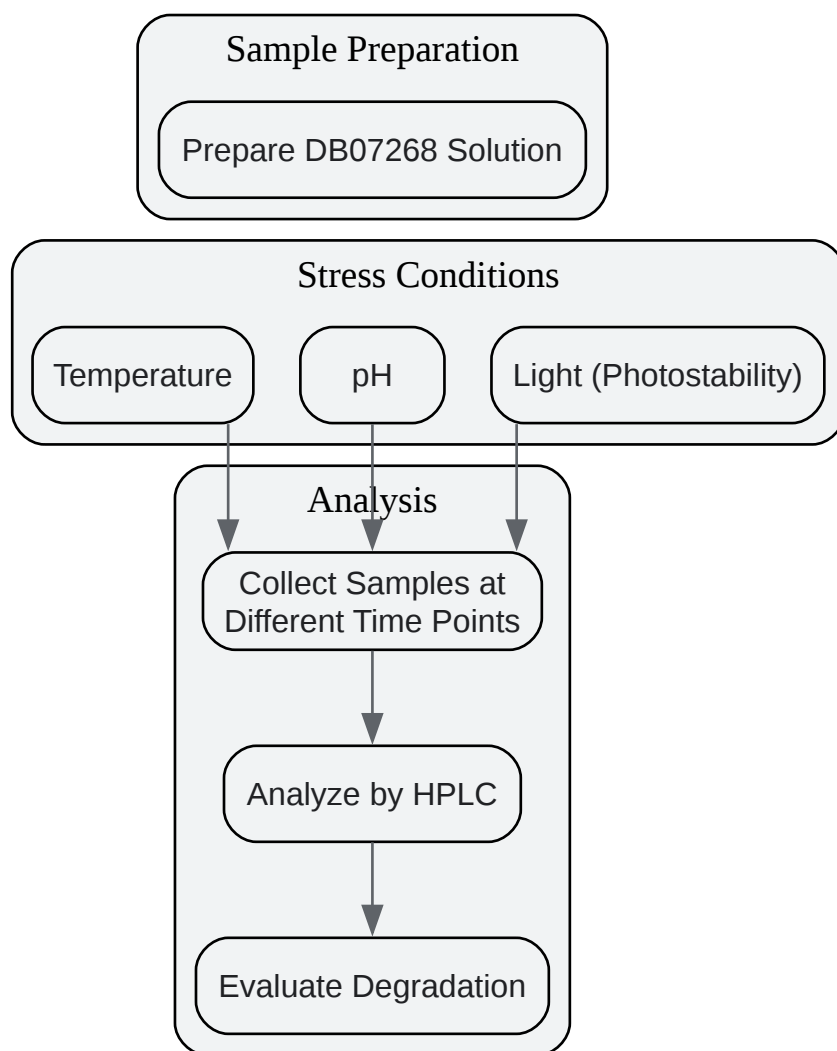 Sample Preparation
Prepare DB07268 Solution
Stress Conditions
Temperature
pH
Light (Photostability)
Analysis
Collect Samples at
Different Time Points
Analyze by HPLC
Evaluate Degradation